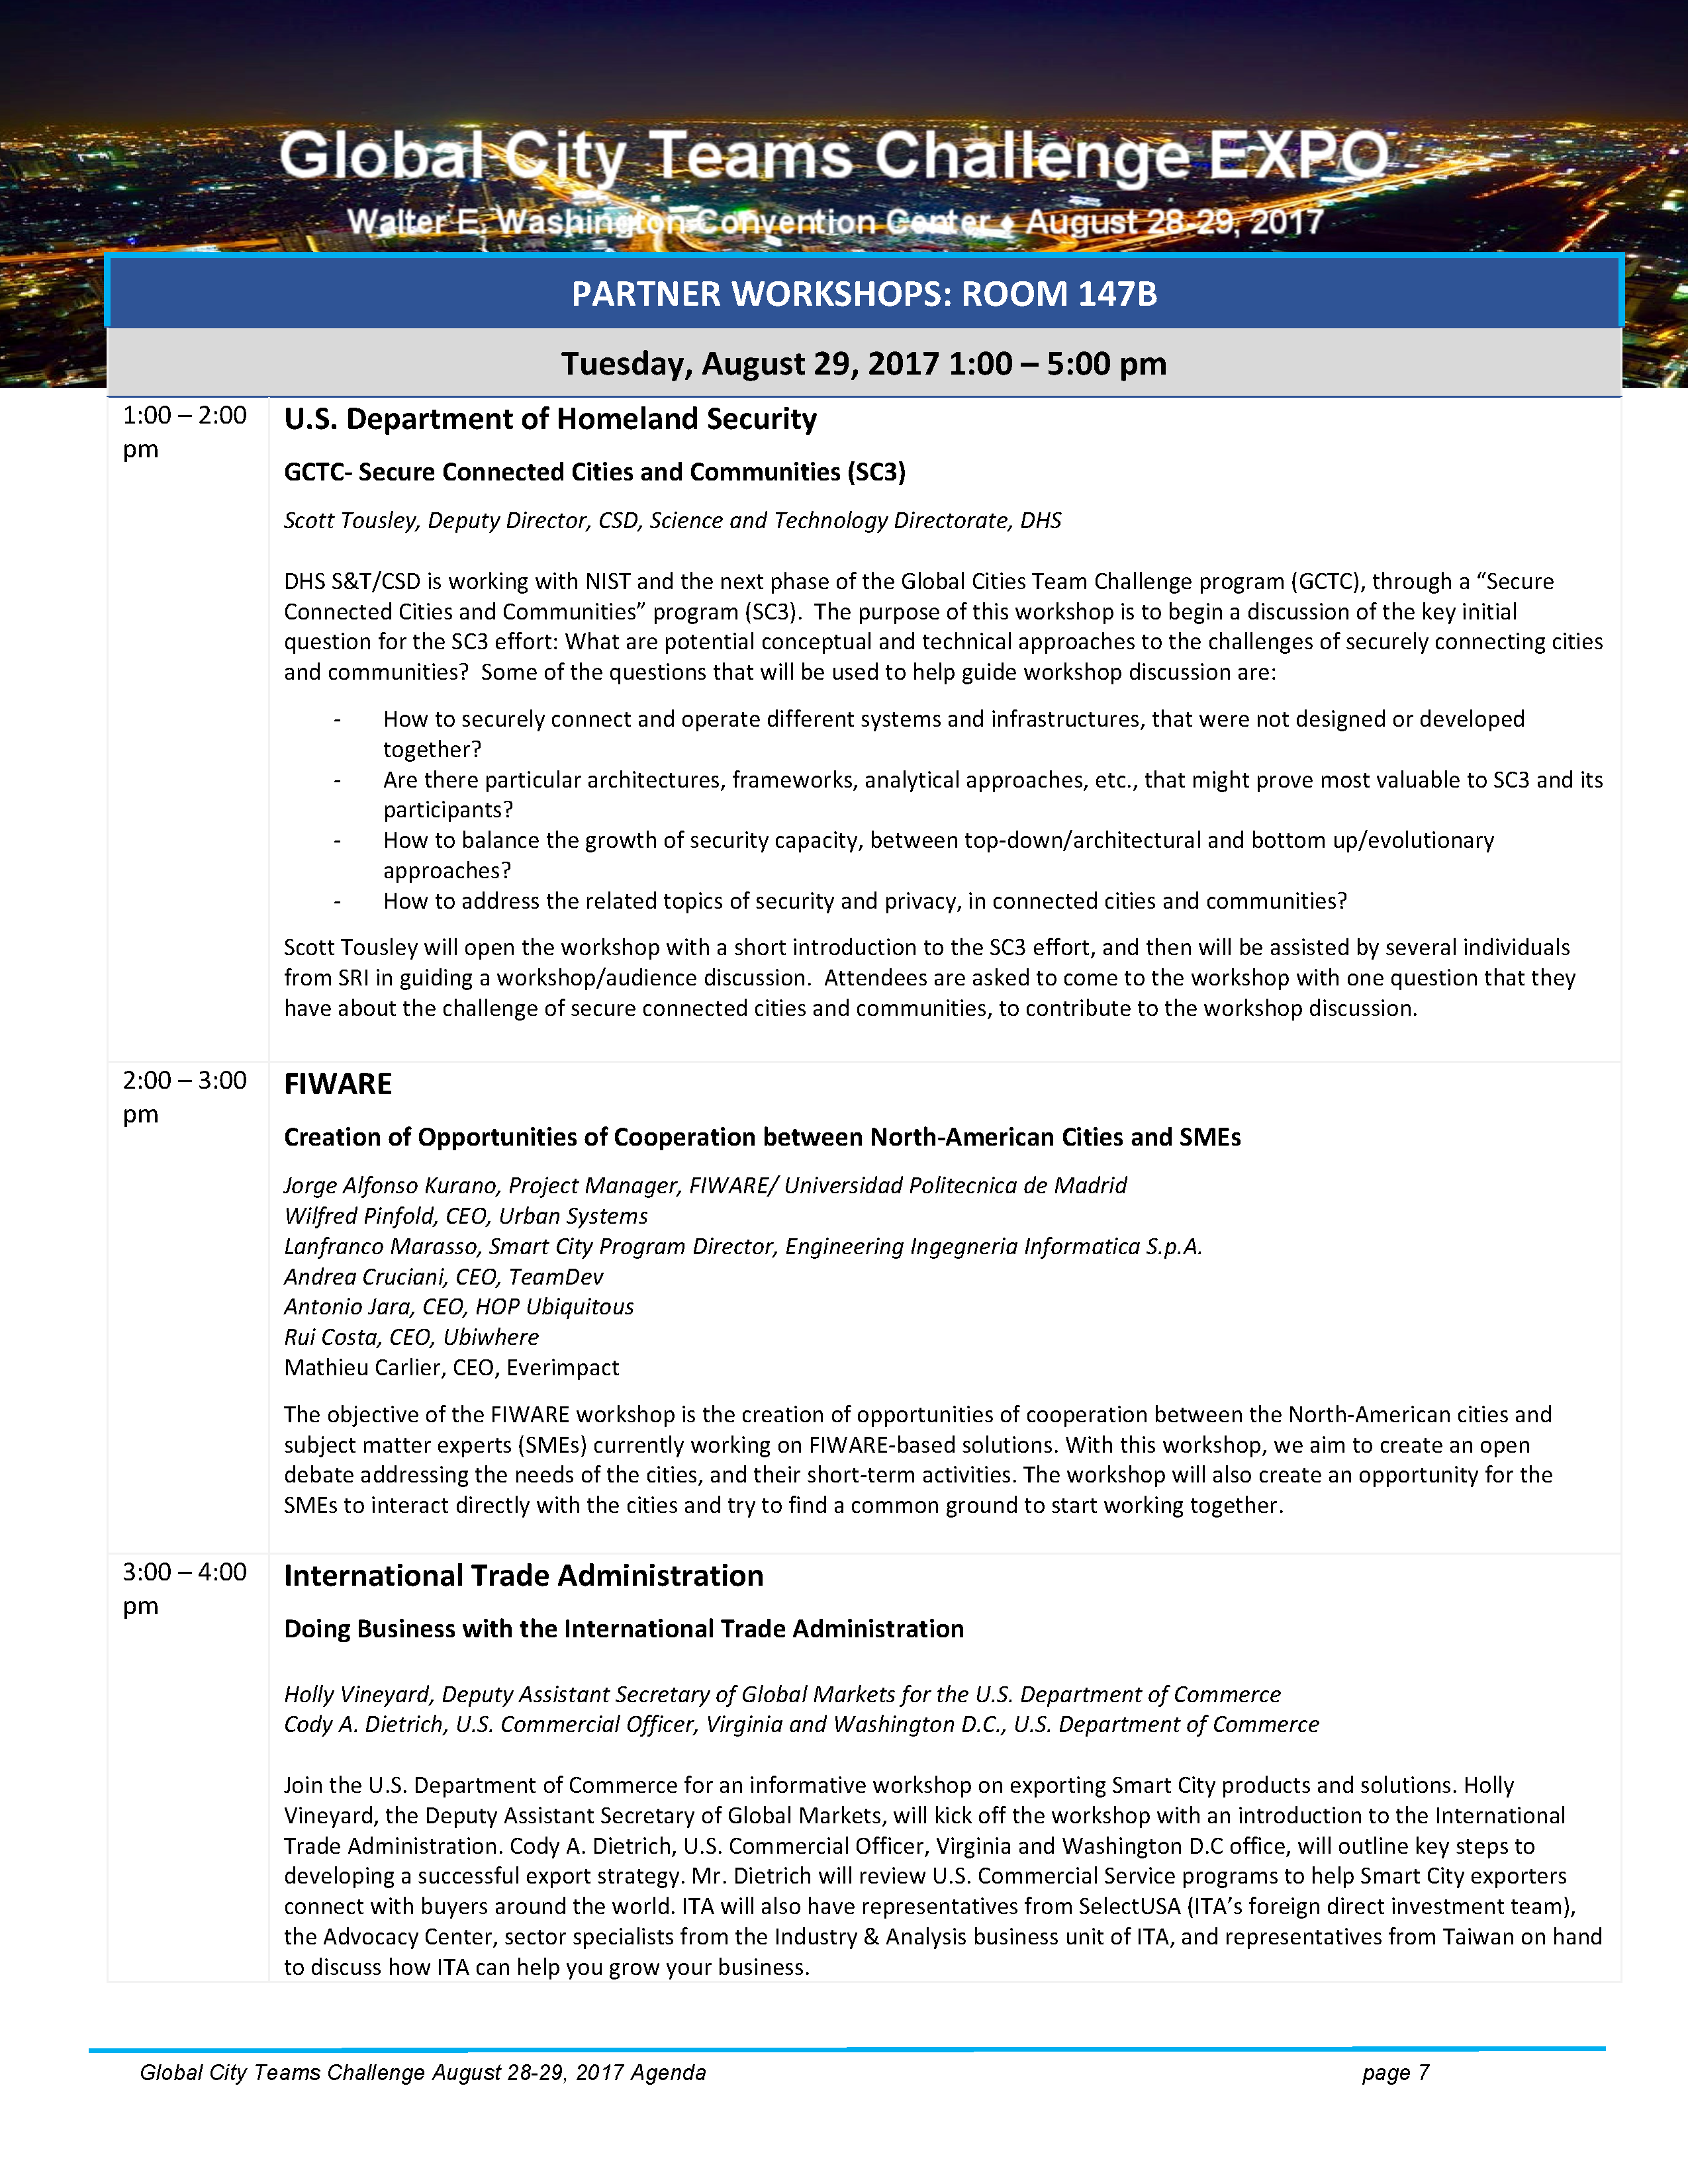 Global City Teams Challenge EXPO
Walter E. Washington Convention Center ♦ August 28-29, 2017
PARTNER WORKSHOPS: ROOM 147B
Tuesday, August 29, 2017 1:00 – 5:00 pm
1:00 – 2:00
pm
U.S. Department of Homeland Security
GCTC- Secure Connected Cities and Communities (SC3)
Scott Tousley, Deputy Director, CSD, Science and Technology Directorate, DHS
DHS S&T/CSD is working with NIST and the next phase of the Global Cities Team Challenge program (GCTC), through a “Secure
Connected Cities and Communities” program (SC3).  The purpose of this workshop is to begin a discussion of the key initial
question for the SC3 effort: What are potential conceptual and technical approaches to the challenges of securely connecting cities
and communities?  Some of the questions that will be used to help guide workshop discussion are:
- How to securely connect and operate different systems and infrastructures, that were not designed or developed
together?
- Are there particular architectures, frameworks, analytical approaches, etc., that might prove most valuable to SC3 and its
participants?
- How to balance the growth of security capacity, between top-down/architectural and bottom up/evolutionary
approaches?
- How to address the related topics of security and privacy, in connected cities and communities?
Scott Tousley will open the workshop with a short introduction to the SC3 effort, and then will be assisted by several individuals
from SRI in guiding a workshop/audience discussion.  Attendees are asked to come to the workshop with one question that they
have about the challenge of secure connected cities and communities, to contribute to the workshop discussion.
2:00 – 3:00
pm
FIWARE
Creation of Opportunities of Cooperation between North-American Cities and SMEs
Jorge Alfonso Kurano, Project Manager, FIWARE/ Universidad Politecnica de Madrid
Wilfred Pinfold, CEO, Urban Systems
Lanfranco Marasso, Smart City Program Director, Engineering Ingegneria Informatica S.p.A.
Andrea Cruciani, CEO, TeamDev
Antonio Jara, CEO, HOP Ubiquitous
Rui Costa, CEO, Ubiwhere
Mathieu Carlier, CEO, Everimpact
The objective of the FIWARE workshop is the creation of opportunities of cooperation between the North-American cities and
subject matter experts (SMEs) currently working on FIWARE-based solutions. With this workshop, we aim to create an open
debate addressing the needs of the cities, and their short-term activities. The workshop will also create an opportunity for the
SMEs to interact directly with the cities and try to find a common ground to start working together.
3:00 – 4:00
pm
International Trade Administration
Doing Business with the International Trade Administration
Holly Vineyard, Deputy Assistant Secretary of Global Markets for the U.S. Department of Commerce
Cody A. Dietrich, U.S. Commercial Officer, Virginia and Washington D.C., U.S. Department of Commerce
Join the U.S. Department of Commerce for an informative workshop on exporting Smart City products and solutions. Holly
Vineyard, the Deputy Assistant Secretary of Global Markets, will kick off the workshop with an introduction to the International
Trade Administration. Cody A. Dietrich, U.S. Commercial Officer, Virginia and Washington D.C office, will outline key steps to
developing a successful export strategy. Mr. Dietrich will review U.S. Commercial Service programs to help Smart City exporters
connect with buyers around the world. ITA will also have representatives from SelectUSA (ITA’s foreign direct investment team),
the Advocacy Center, sector specialists from the Industry & Analysis business unit of ITA, and representatives from Taiwan on hand
to discuss how ITA can help you grow your business.
Global City Teams Challenge August 28-29, 2017 Agenda page 7